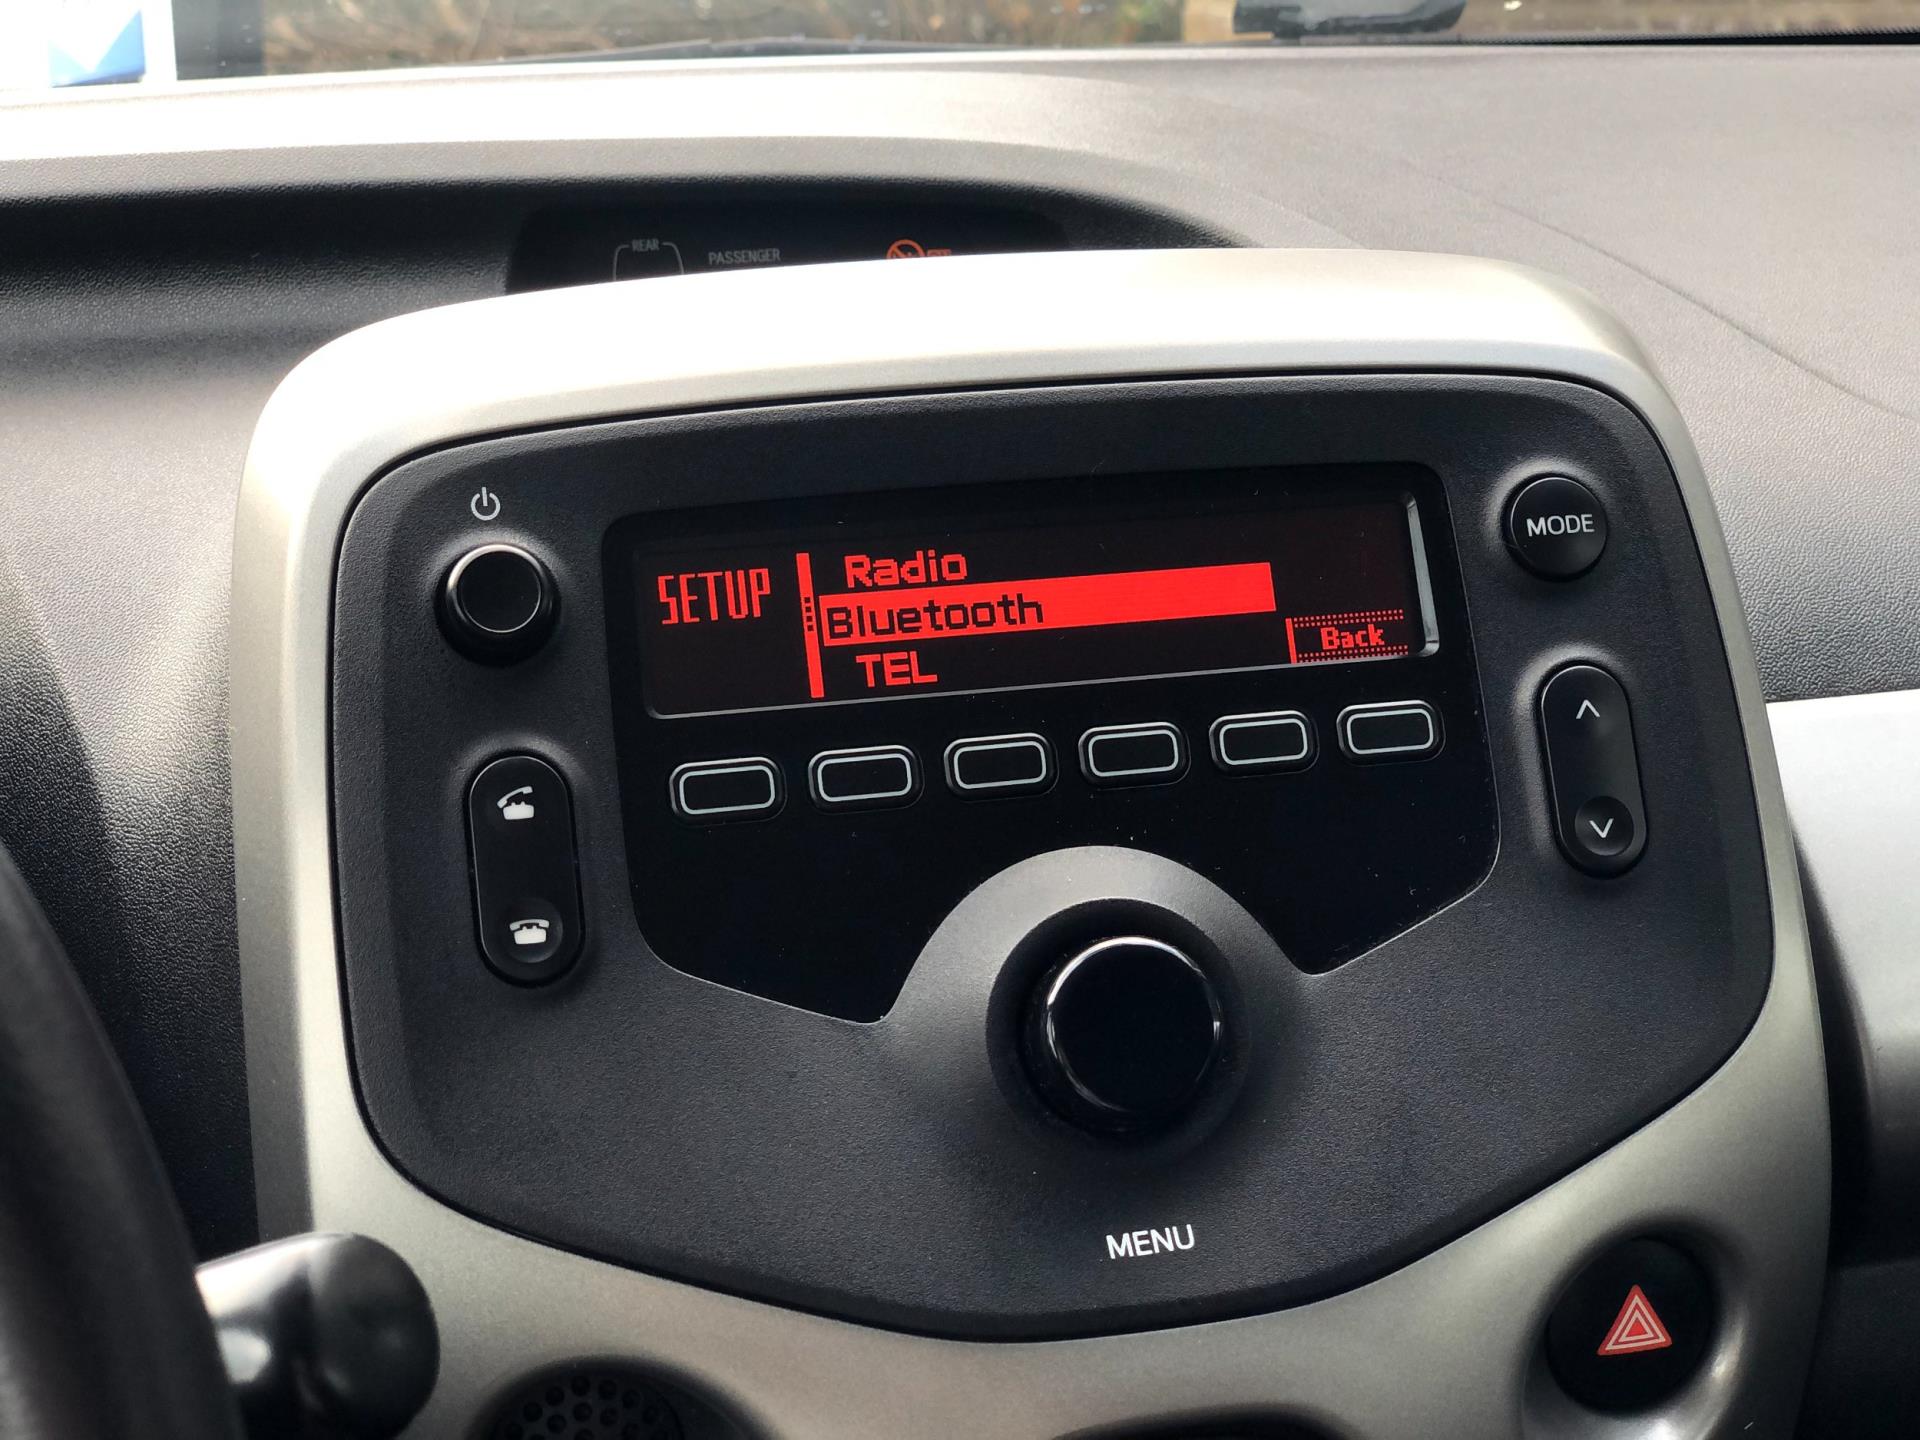 REAR
PASSENGER
SETUP
Radio
Bluetooth
TEL
Back
MODE
MENU